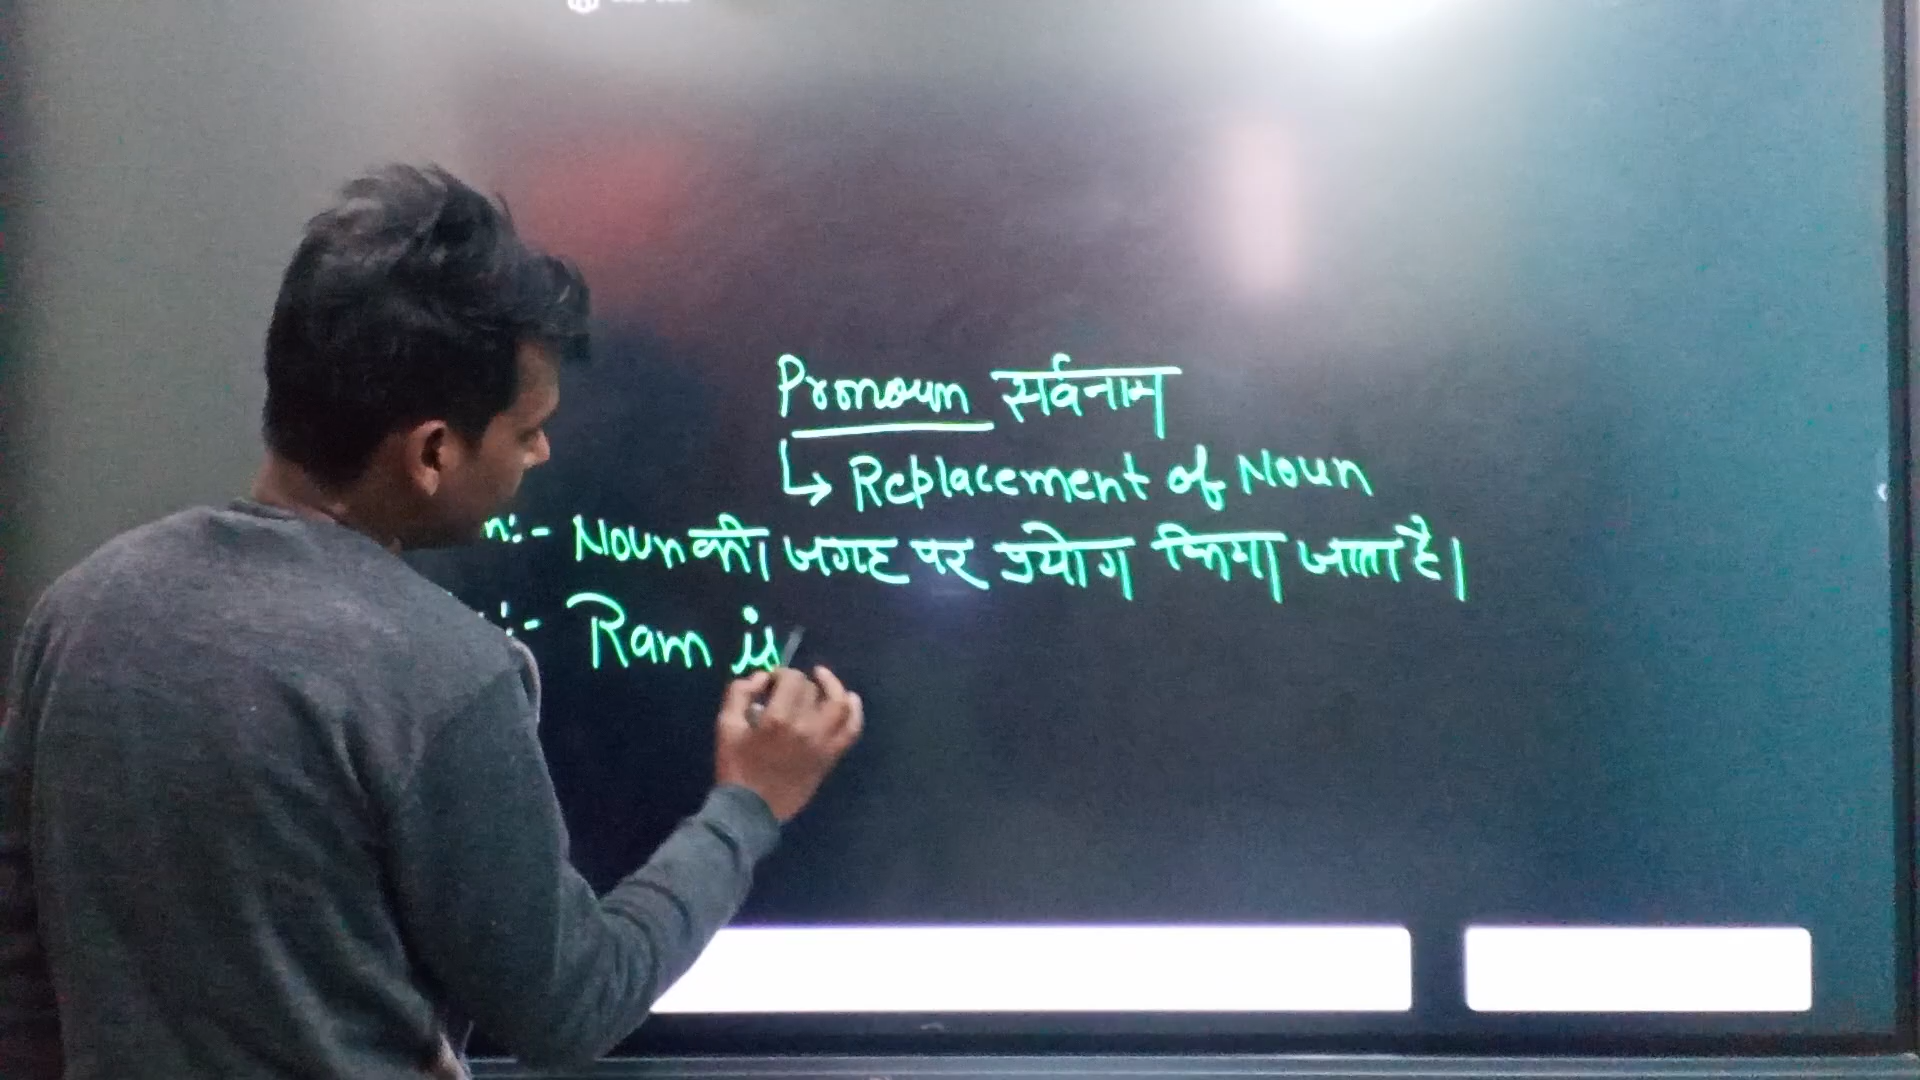 Pronoun सर्वनाम
↳ Replacement of Noun
n:- Noun की जगह पर प्रयोग किया जाता है।
:- Ram is